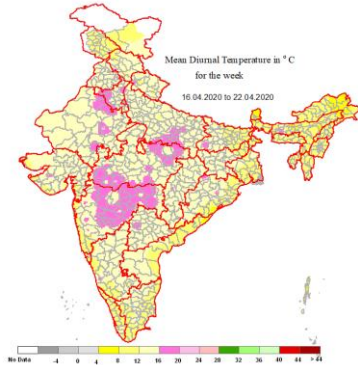 Mean Diurnal Temperature in ° C
for the week
16.04.2020 to 22.04.2020
No Data -4 0 4 8 12 16 20 24 28 32 36 40 44 > 44